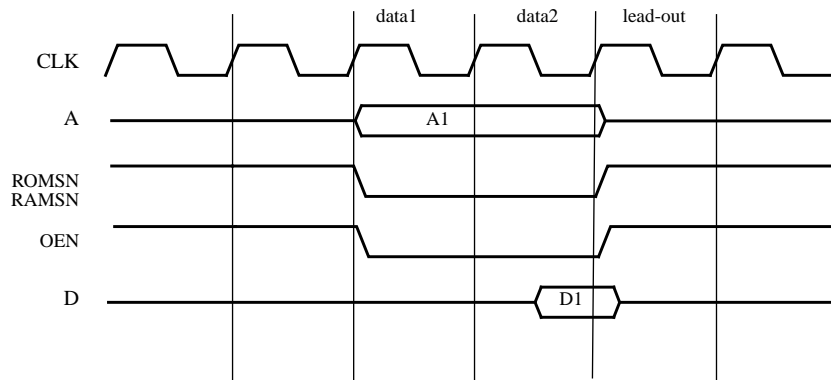 data1 data2 lead-out
CLK
A A1
ROMSN
RAMSN
OEN
D D1